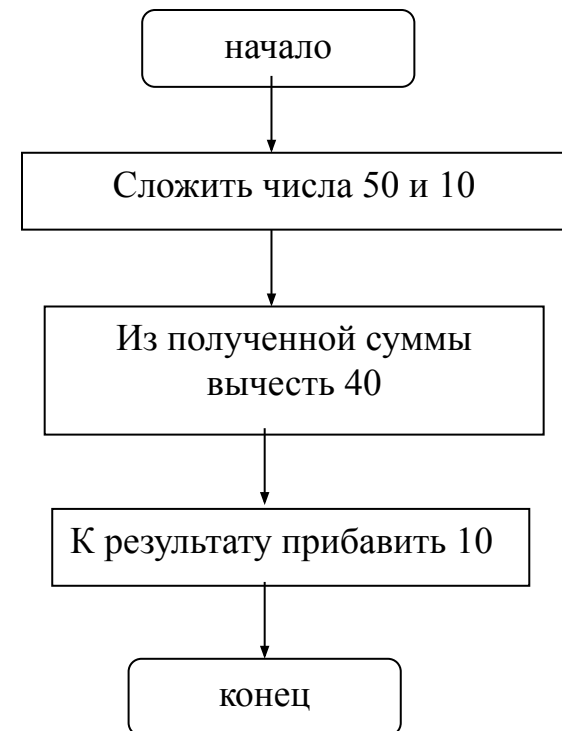 начало
Сложить числа 50 и 10
Из полученной суммы
вычесть 40
К результату прибавить 10
конец